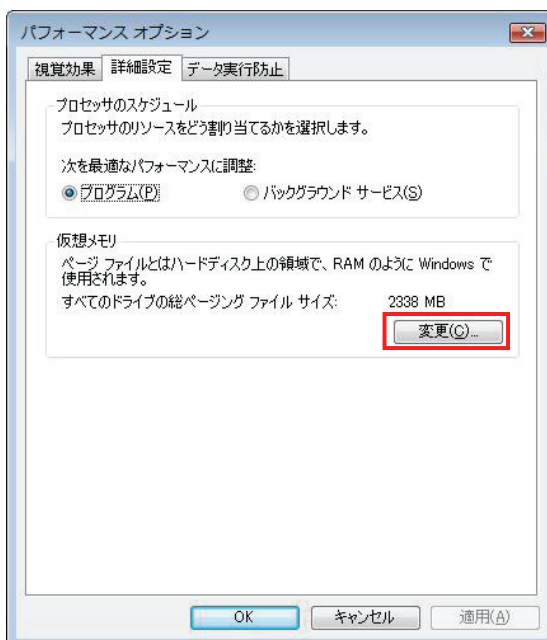 パフォーマンス オプション
視覚効果 詳細設定 データ実行防止
プロセッサのスケジュール
プロセッサのリソースをどう割り当てるかを選択します。
次を最適なパフォーマンスに調整:
プログラム(P) バックグラウンド サービス(S)
仮想メモリ
ページ ファイルとはハードディスク上の領域で、RAM のように Windows で
使用されます。
すべてのドライブの総ページング ファイル サイズ: 2338 MB
変更(C)...
OK キャンセル 適用(A)